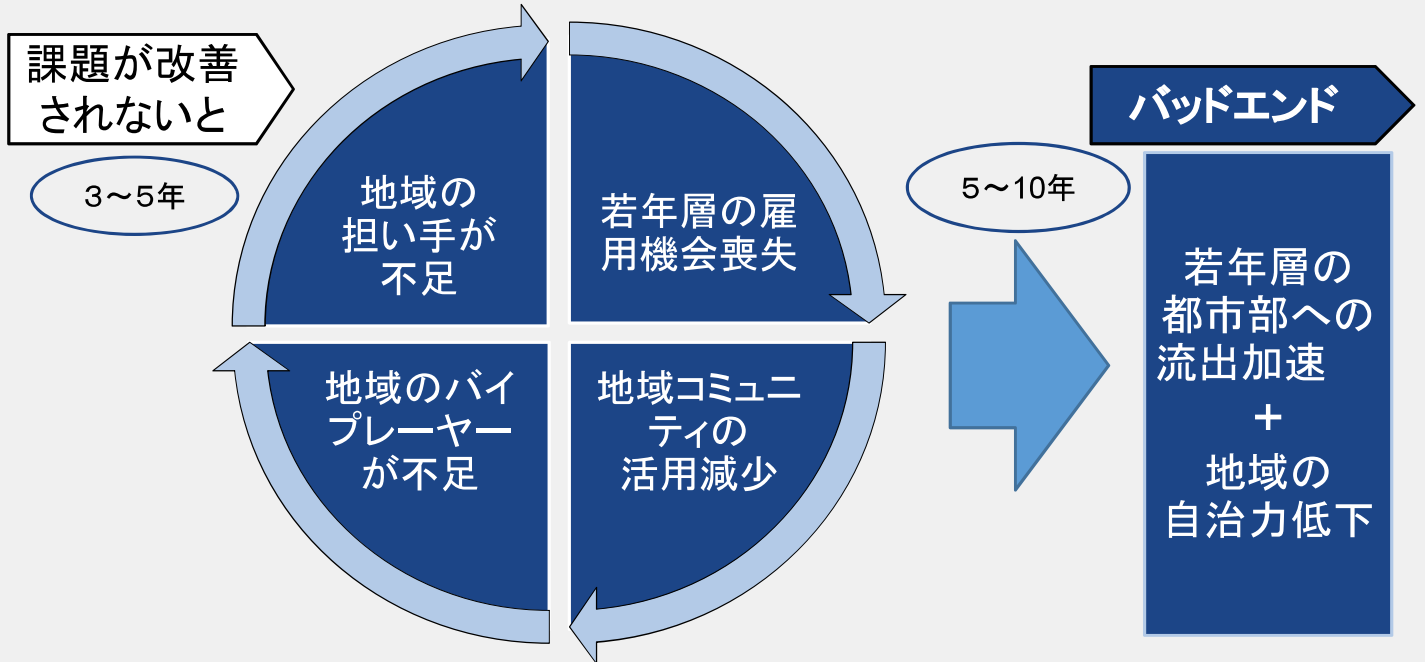 課題が改善
されないと
3～5年
地域の
担い手が
不足
若年層の雇
用機会喪失
地域コミュニ
ティの
活用減少
地域のバイ
プレーヤー
が不足
5～10年
バッドエンド
若年層の
都市部への
流出加速
+
地域の
自治力低下